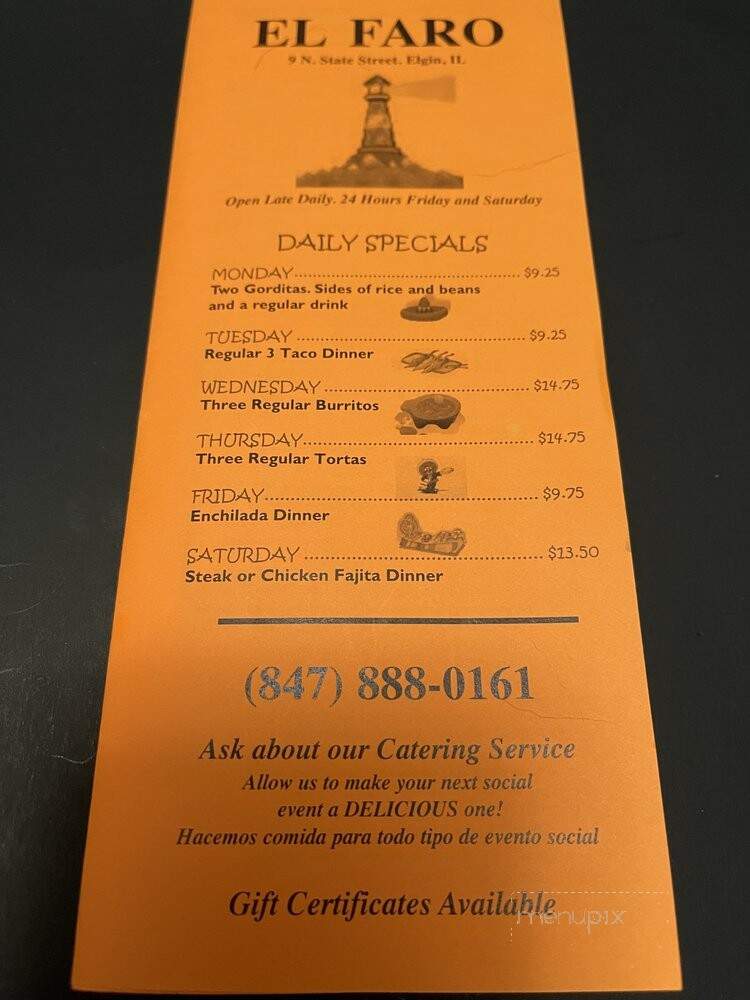 EL FARO
9 N. State Street. Elgin, IL
Open Late Daily. 24 Hours Friday and Saturday
DAILY SPECIALS
MONDAY........................................................ $9.25
Two Gorditas. Sides of rice and beans
and a regular drink
TUESDAY ........................................................ $9.25
Regular 3 Taco Dinner
WEDNESDAY .................................................. $14.75
Three Regular Burritos
THURSDAY........................................................ $14.75
Three Regular Tortas
FRIDAY................................................................ $9.75
Enchilada Dinner
SATURDAY ........................................................ $13.50
Steak or Chicken Fajita Dinner
(847) 888-0161
Ask about our Catering Service
Allow us to make your next social
event a DELICIOUS one!
Hacemos comida para todo tipo de evento social
Gift Certificates Available
menupix